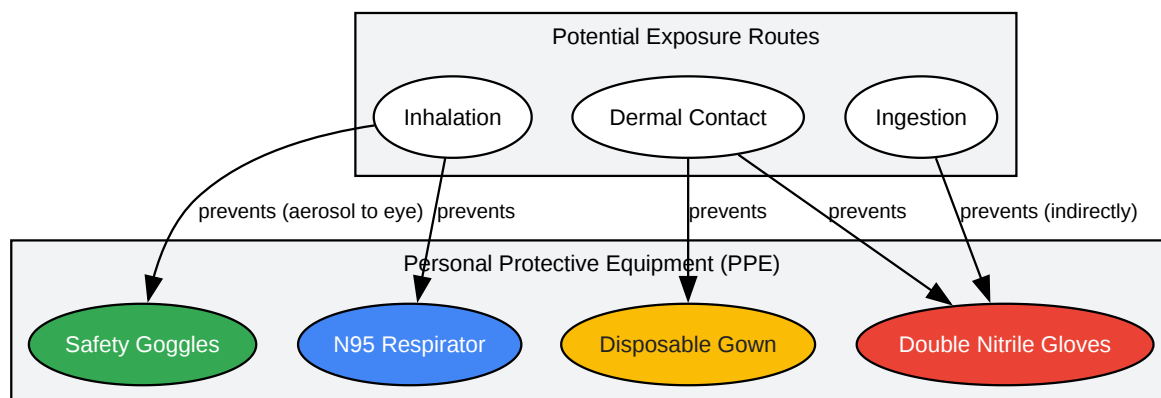 Potential Exposure Routes
Inhalation
Dermal Contact
Ingestion
prevents (aerosol to eye)
prevents
prevents
prevents
prevents (indirectly)
Personal Protective Equipment (PPE)
Safety Goggles
N95 Respirator
Disposable Gown
Double Nitrile Gloves